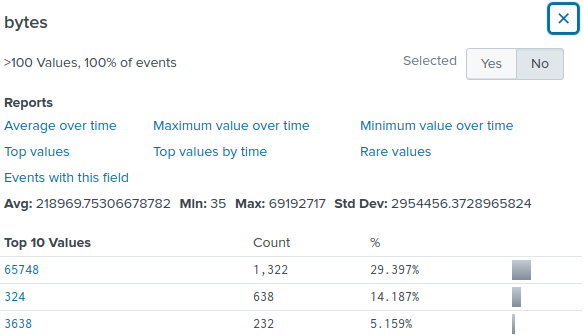 bytes
>100 Values, 100% of events
Selected Yes No
Reports
Average over time Maximum value over time Minimum value over time
Top values Top values by time Rare values
Events with this field
Avg: 218969.75306678782 Min: 35 Max: 69192717 Std Dev: 2954456.3728965824
Top 10 Values Count %
65748 1,322 29.397%
324 638 14.187%
3638 232 5.159%